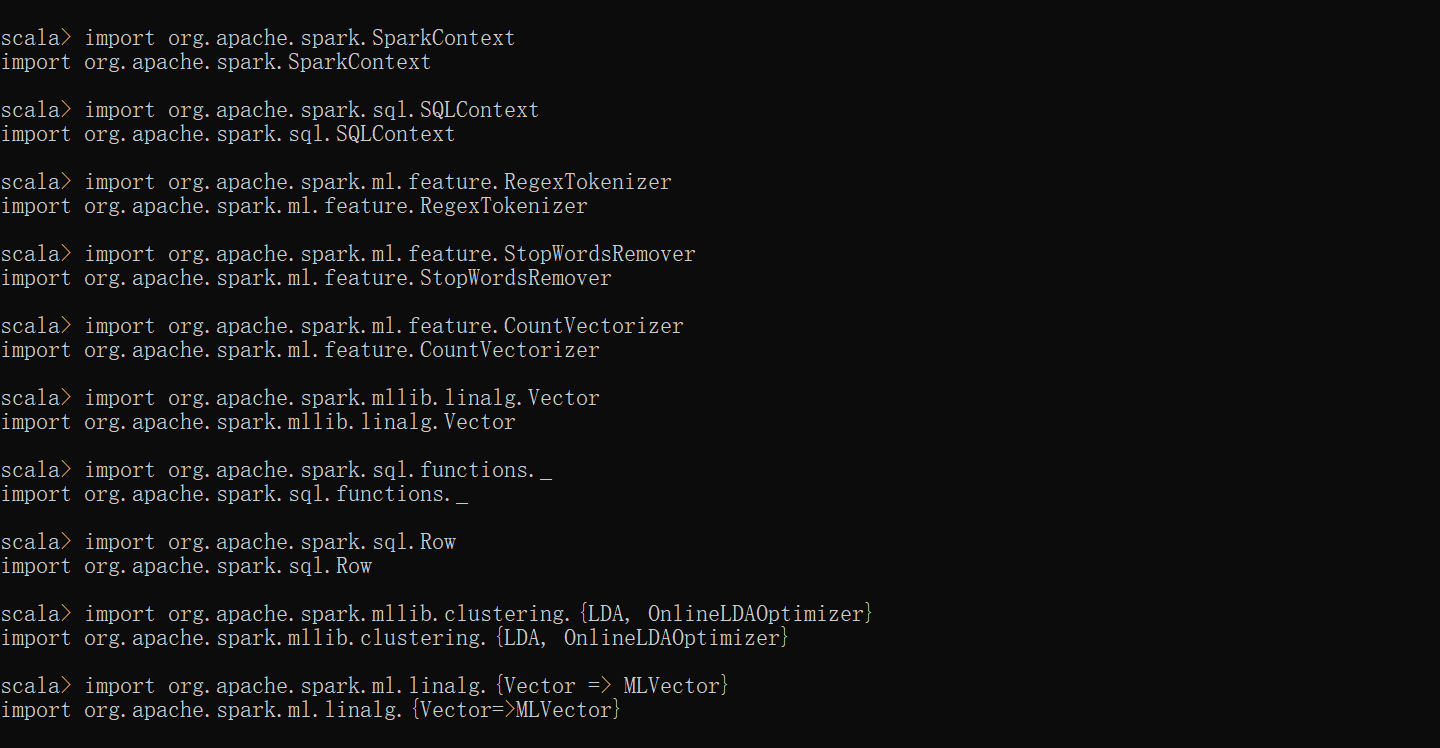 scala> import org.apache.spark.SparkContext
import org.apache.spark.SparkContext
scala> import org.apache.spark.sql.SQLContext
import org.apache.spark.sql.SQLContext
scala> import org.apache.spark.ml.feature.RegexTokenizer
import org.apache.spark.ml.feature.RegexTokenizer
scala> import org.apache.spark.ml.feature.StopWordsRemover
import org.apache.spark.ml.feature.StopWordsRemover
scala> import org.apache.spark.ml.feature.CountVectorizer
import org.apache.spark.ml.feature.CountVectorizer
scala> import org.apache.spark.mllib.linalg.Vector
import org.apache.spark.mllib.linalg.Vector
scala> import org.apache.spark.sql.functions._
import org.apache.spark.sql.functions._
scala> import org.apache.spark.sql.Row
import org.apache.spark.sql.Row
scala> import org.apache.spark.mllib.clustering.{LDA, OnlineLDAOptimizer}
import org.apache.spark.mllib.clustering.{LDA, OnlineLDAOptimizer}
scala> import org.apache.spark.ml.linalg.{Vector => MLVector}
import org.apache.spark.ml.linalg.{Vector=>MLVector}